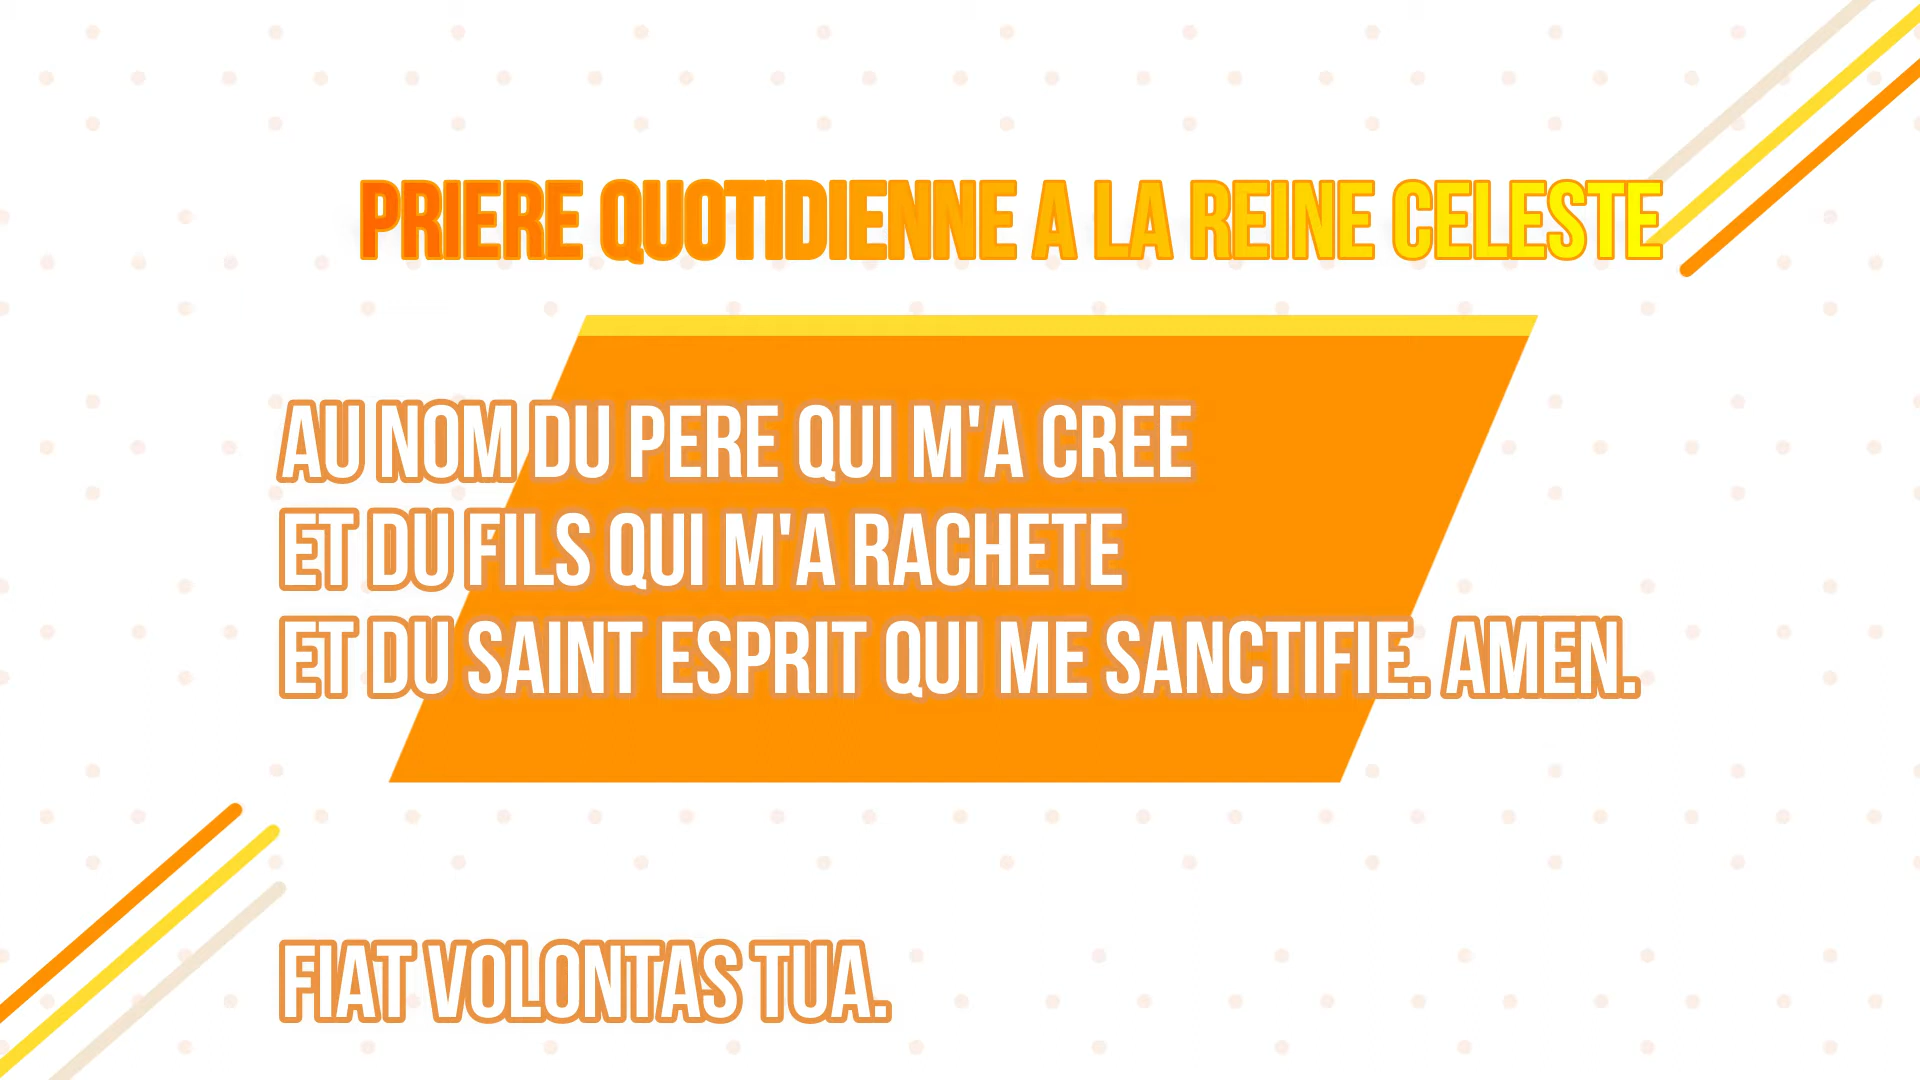 PRIERE QUOTIDIENNE A LA REINE CELESTE
AU NOM DU PERE QUI M'A CREE
ET DU FILS QUI M'A RACHETE
ET DU SAINT ESPRIT QUI ME SANCTIFIE. AMEN.
FIAT VOLONTAS TUA.